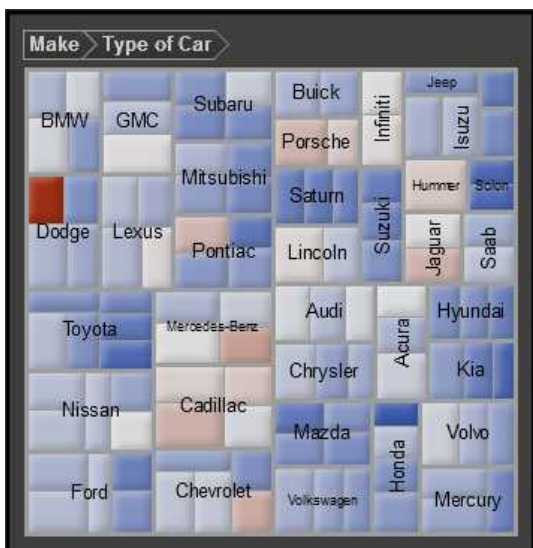 Make Type of Car
BMW
GMC
Subaru
Buick
Infiniti
Jeep
Isuzu
Porsche
Dodge
Lexus
Mitsubishi
Saturn
Suzuki
Hummer
Scion
Pontiac
Lincoln
Jaguar
Saab
Toyota
Mercedes-Benz
Audi
Acura
Hyundai
Nissan
Cadillac
Chrysler
Kia
Mazda
Honda
Volvo
Ford
Chevrolet
Volkswagen
Mercury